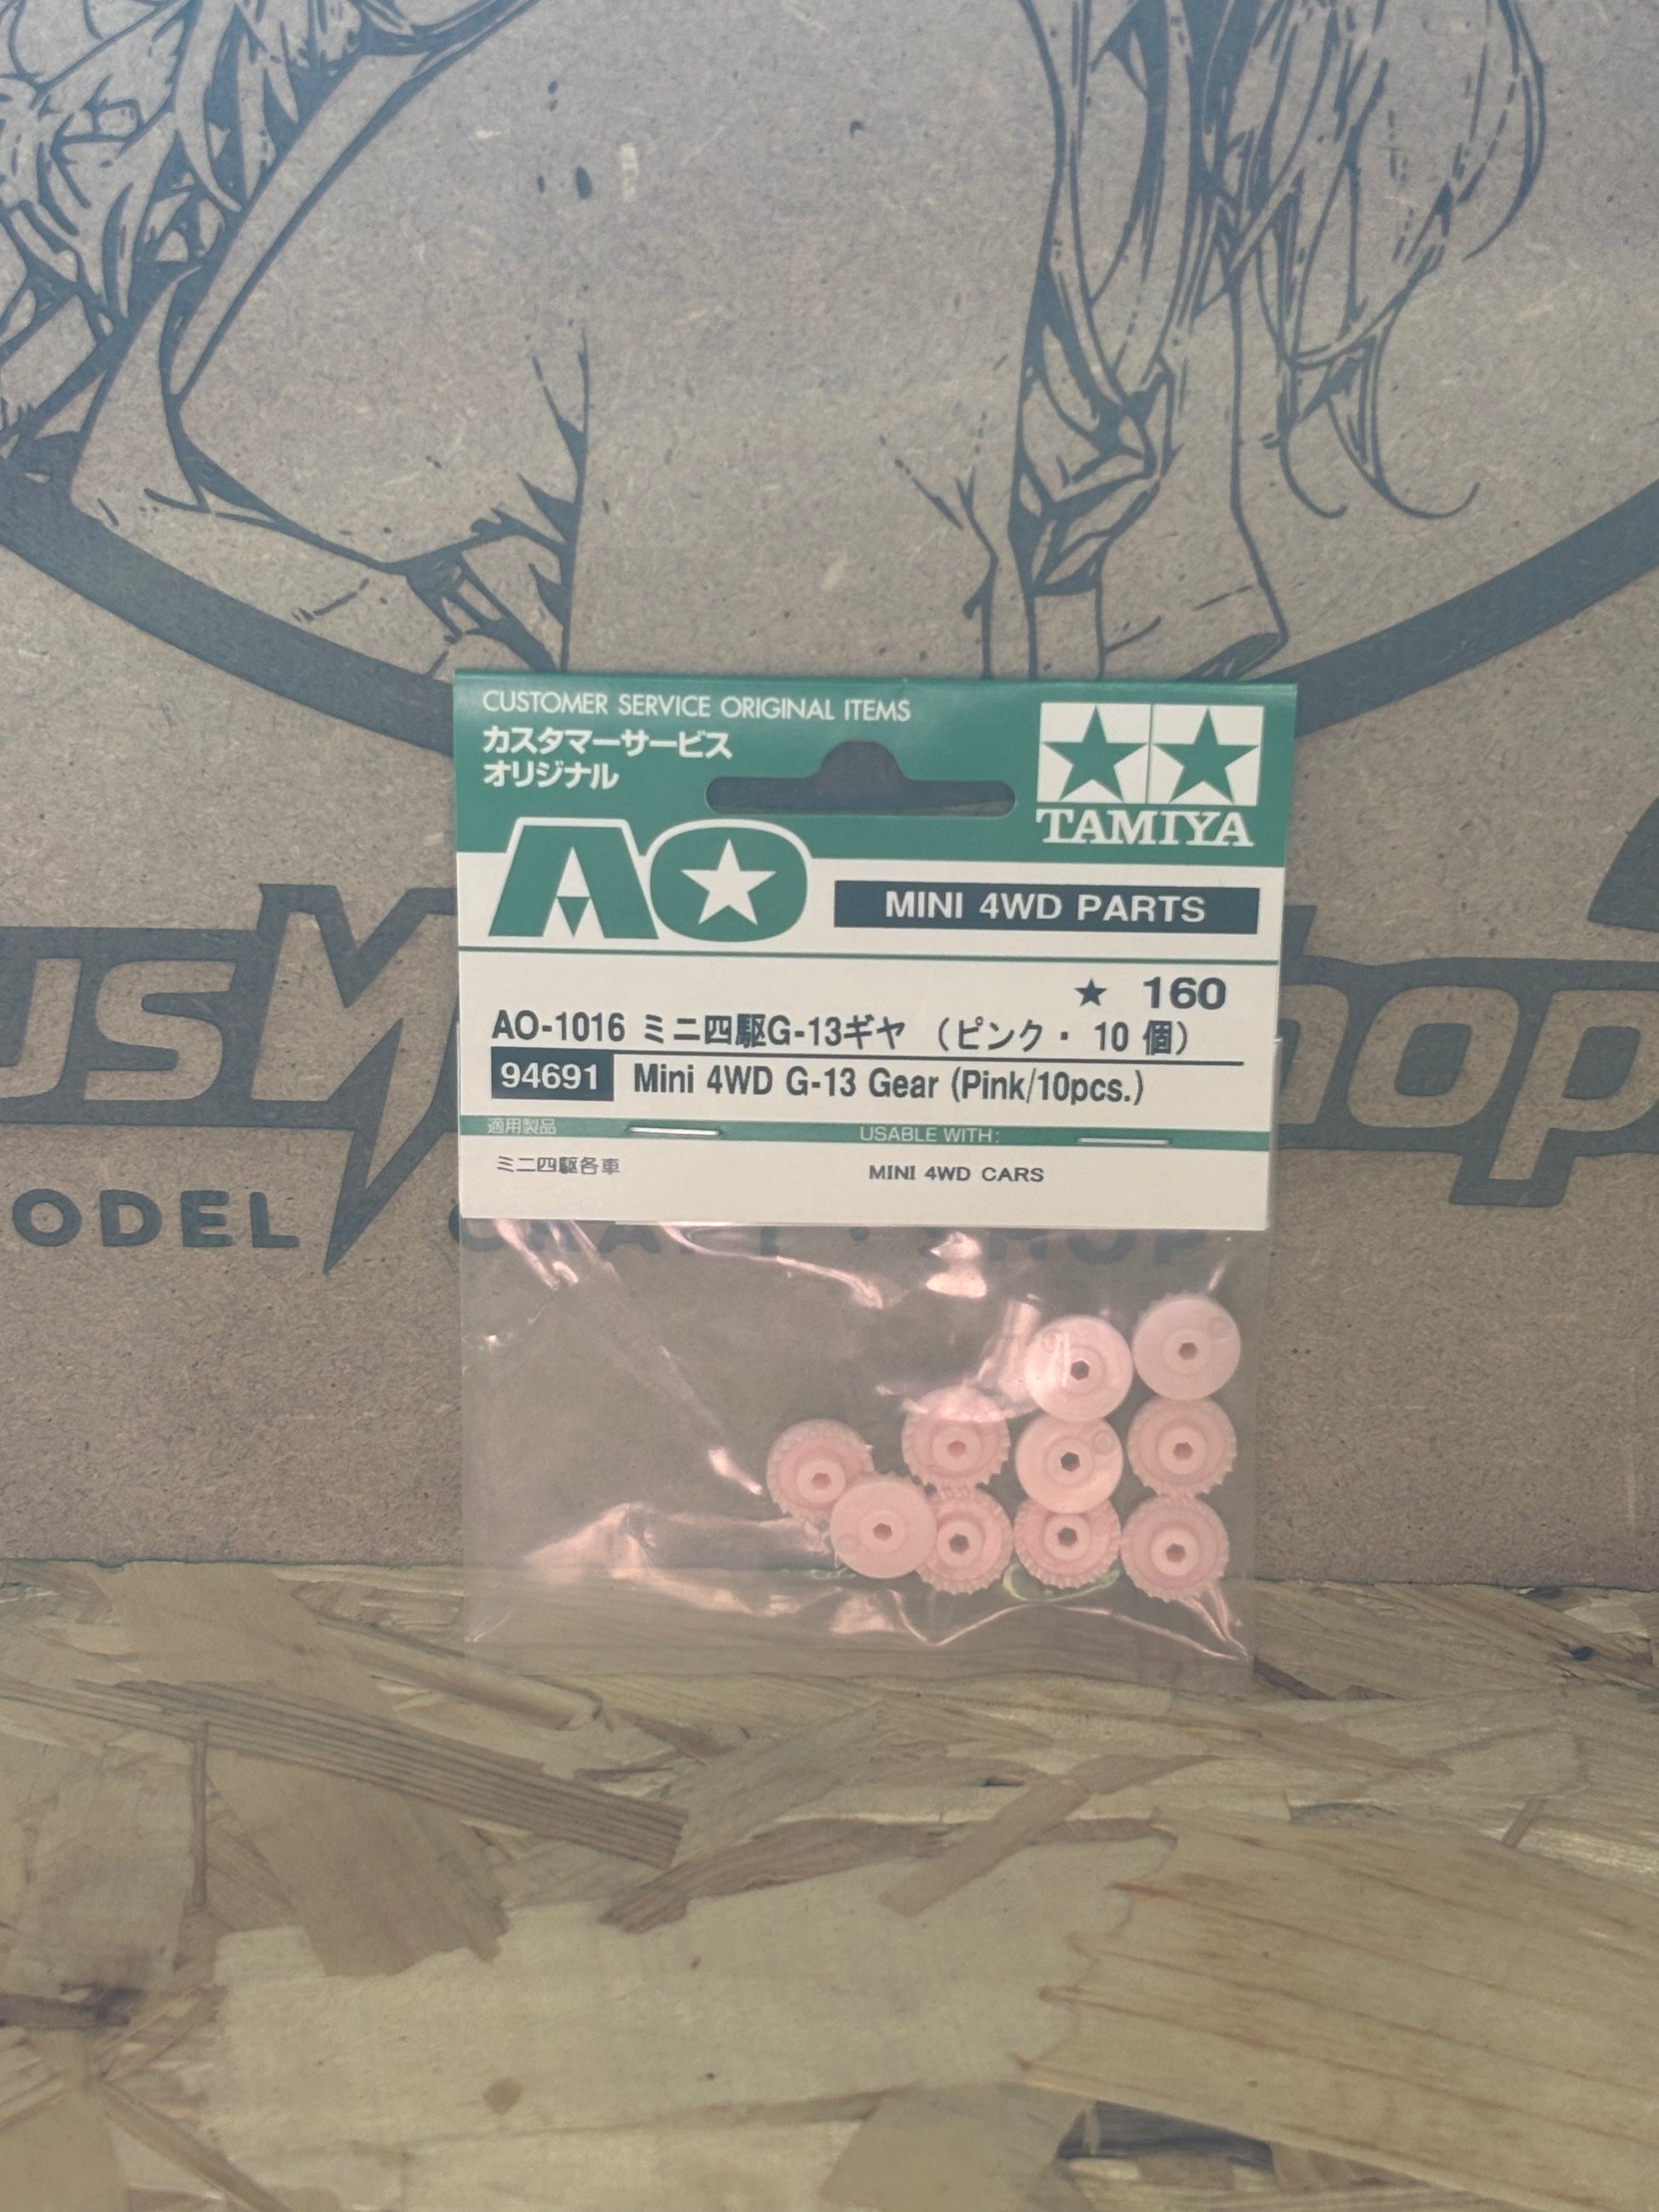 CUSTOMER SERVICE ORIGINAL ITEMS
カスタマーサービス
オリジナル
TAMIYA
AO
MINI 4WD PARTS
★ 160
AO-1016 ミニ四駆G-13ギヤ (ピンク・ 10 個)
94691 Mini 4WD G-13 Gear (Pink/10pcs.)
適用製品 USABLE WITH:
ミニ四駆各車 MINI 4WD CARS